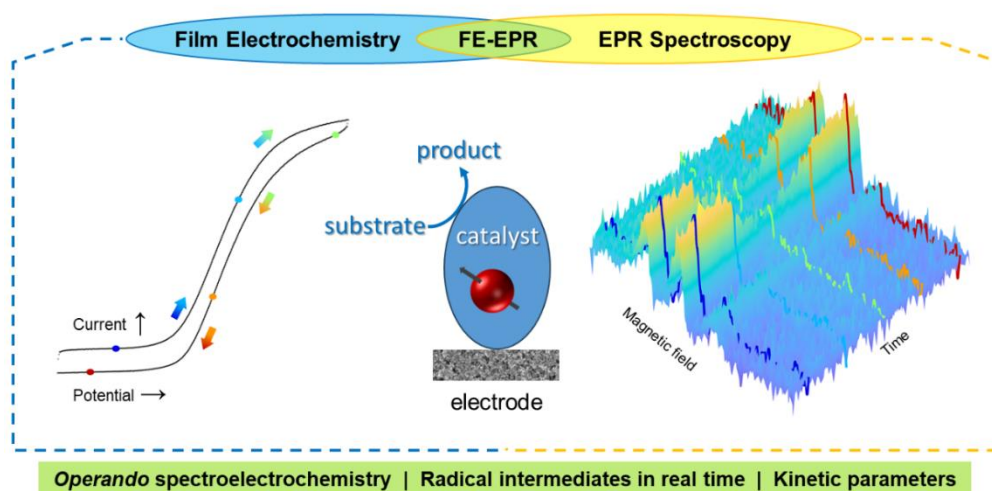 Film Electrochemistry
FE-EPR
EPR Spectroscopy
product
substrate
catalyst
Current ↑
Potential →
electrode
Magnetic field
Time
Operando spectroelectrochemistry | Radical intermediates in real time | Kinetic parameters